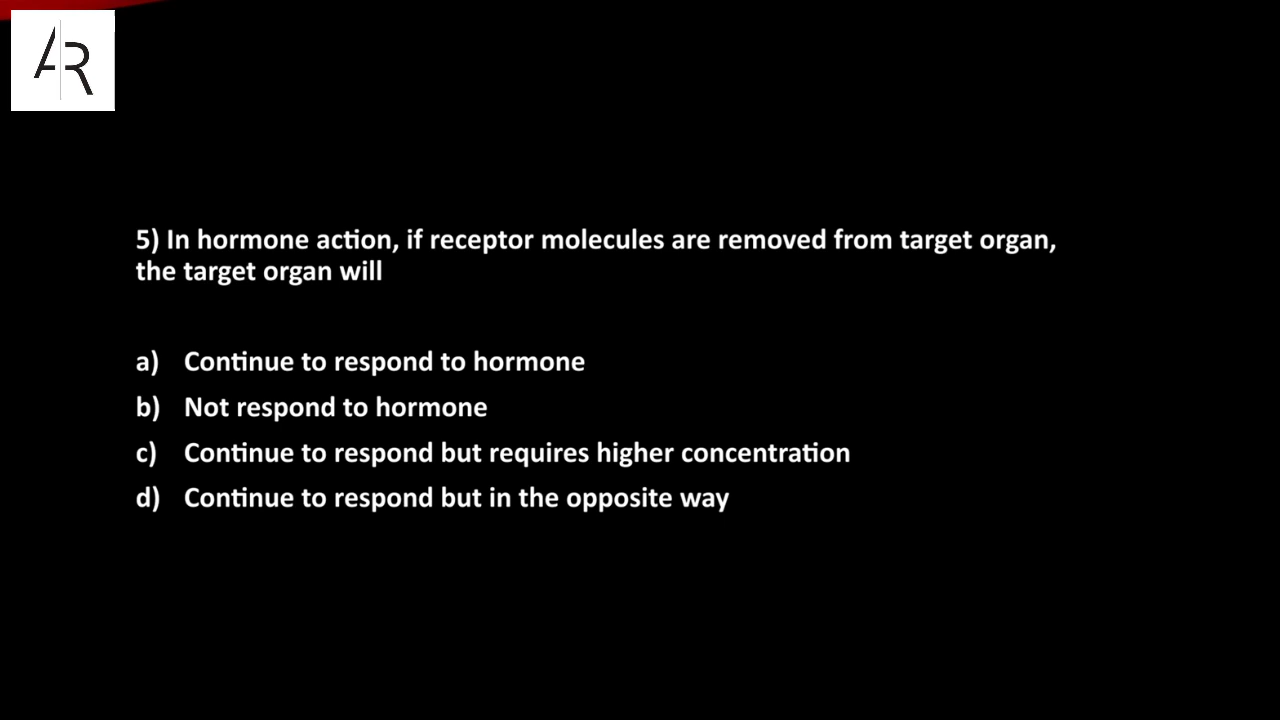 AR
5) In hormone action, if receptor molecules are removed from target organ,
the target organ will
a) Continue to respond to hormone
b) Not respond to hormone
c) Continue to respond but requires higher concentration
d) Continue to respond but in the opposite way